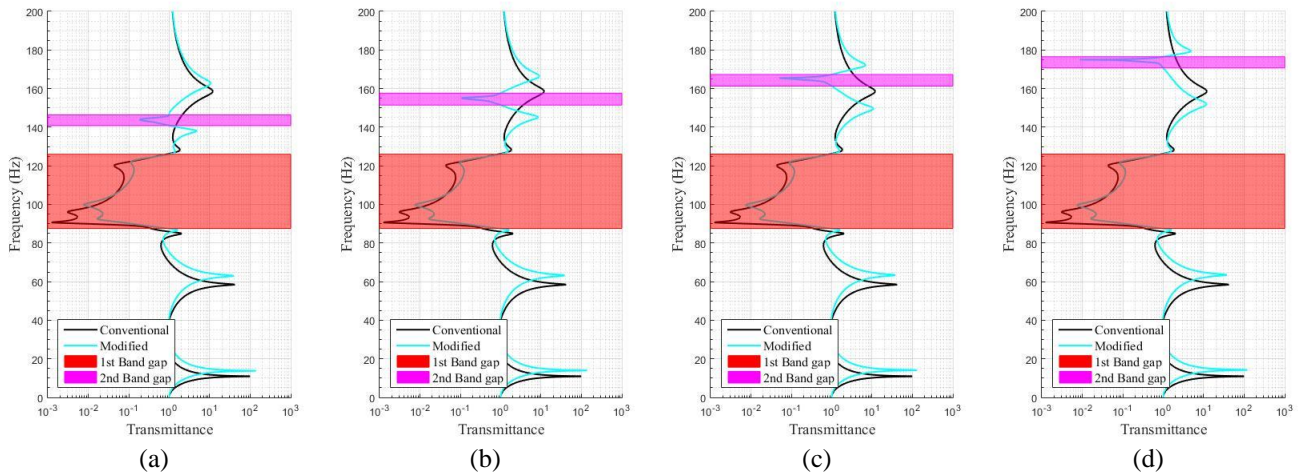 200
180
160
140
120
100
80
60
40
20
0
Frequency (Hz)
Conventional
Modified
1st Band gap
2nd Band gap
10^-3 10^-2 10^-1 10^0 10^1 10^2 10^3
Transmittance
(a)
200
180
160
140
120
100
80
60
40
20
0
Frequency (Hz)
Conventional
Modified
1st Band gap
2nd Band gap
10^-3 10^-2 10^-1 10^0 10^1 10^2 10^3
Transmittance
(b)
200
180
160
140
120
100
80
60
40
20
0
Frequency (Hz)
Conventional
Modified
1st Band gap
2nd Band gap
10^-3 10^-2 10^-1 10^0 10^1 10^2 10^3
Transmittance
(c)
200
180
160
140
120
100
80
60
40
20
0
Frequency (Hz)
Conventional
Modified
1st Band gap
2nd Band gap
10^-3 10^-2 10^-1 10^0 10^1 10^2 10^3
Transmittance
(d)